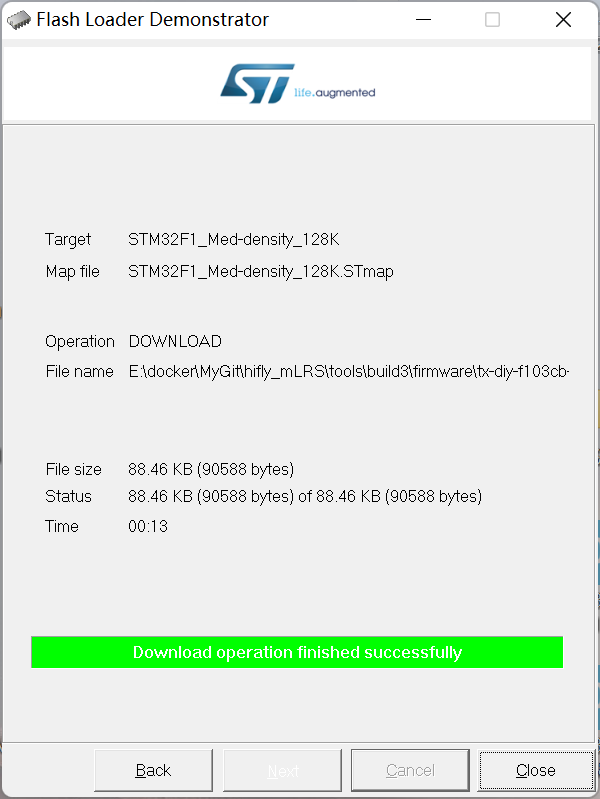 Flash Loader Demonstrator
ST life.augmented
Target STM32F1_Med-density_128K
Map file STM32F1_Med-density_128K.STmap
Operation DOWNLOAD
File name E:\docker\MyGit\hifly_mLRS\tools\build3\firmware\tx-diy-f103cb-
File size 88.46 KB (90588 bytes)
Status 88.46 KB (90588 bytes) of 88.46 KB (90588 bytes)
Time 00:13
Download operation finished successfully
Back Next Cancel Close